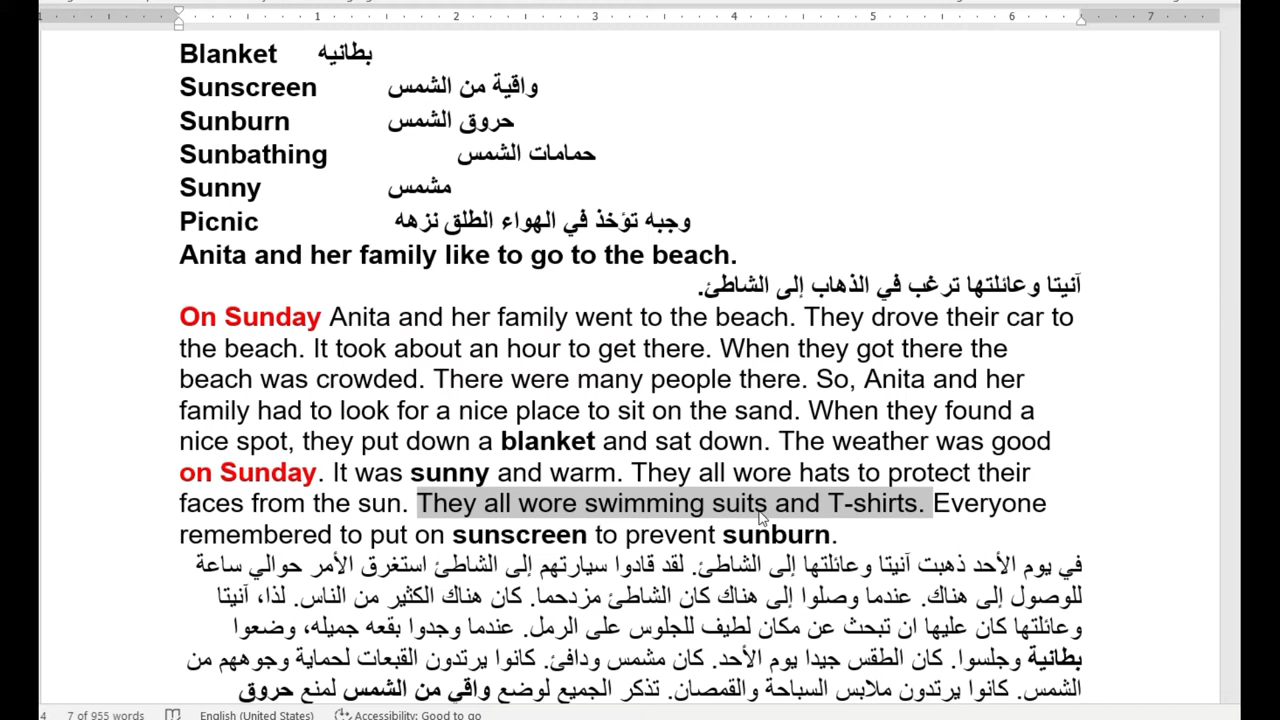 1 2 3 4 5 6 7
Blanket بطانيه
Sunscreen واقية من الشمس
Sunburn حروق الشمس
Sunbathing حمامات الشمس
Sunny مشمس
Picnic وجبه تؤخذ في الهواء الطلق نزهه
Anita and her family like to go to the beach.
آنيتا وعائلتها ترغب في الذهاب إلى الشاطئ.
On Sunday Anita and her family went to the beach. They drove their car to
the beach. It took about an hour to get there. When they got there the
beach was crowded. There were many people there. So, Anita and her
family had to look for a nice place to sit on the sand. When they found a
nice spot, they put down a blanket and sat down. The weather was good
on Sunday. It was sunny and warm. They all wore hats to protect their
faces from the sun. They all wore swimming suits and T-shirts. Everyone
remembered to put on sunscreen to prevent sunburn.
في يوم الأحد ذهبت آنيتا وعائلتها إلى الشاطئ. لقد قادوا سيارتهم إلى الشاطئ استغرق الأمر حوالي ساعة
للوصول إلى هناك. عندما وصلوا إلى هناك كان الشاطئ مزدحما. كان هناك الكثير من الناس. لذا، آنيتا
وعائلتها كان عليها ان تبحث عن مكان لطيف للجلوس على الرمل. عندما وجدوا بقعه جميله، وضعوا
بطانية وجلسوا. كان الطقس جيدا يوم الأحد. كان مشمس ودافئ. كانوا يرتدون القبعات لحماية وجوههم من
الشمس. كانوا يرتدون ملابس السباحة والقمصان. تذكر الجميع لوضع واقي من الشمس لمنع حروق
4 7 of 955 words English (United States) Accessibility: Good to go